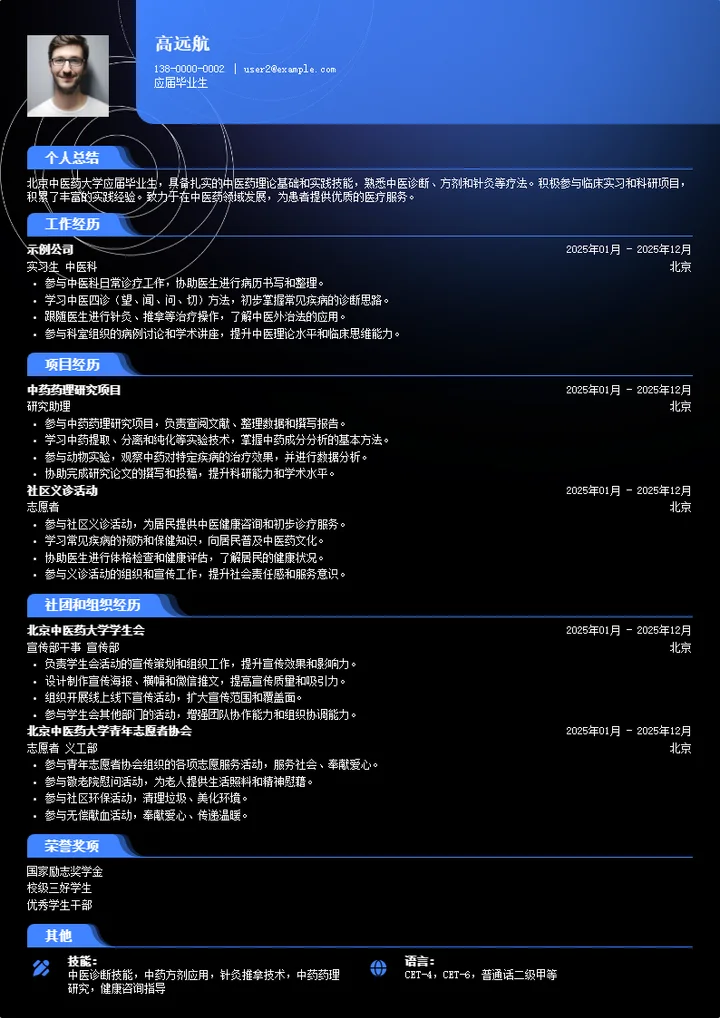 高远航
138-0000-0002 | user2@example.com
应届毕业生
个人总结
北京中医药大学应届毕业生，具备扎实的中医药理论基础和实践技能，熟悉中医诊断、方剂和针灸等疗法。积极参与临床实习和科研项目，
积累了丰富的实践经验。致力于在中医药领域发展，为患者提供优质的医疗服务。
工作经历
示例公司 2025年01月 - 2025年12月
实习生 中医科 北京
• 参与中医科日常诊疗工作，协助医生进行病历书写和整理。
• 学习中医四诊（望、闻、问、切）方法，初步掌握常见疾病的诊断思路。
• 跟随医生进行针灸、推拿等治疗操作，了解中医外治法的应用。
• 参与科室组织的病例讨论和学术讲座，提升中医理论水平和临床思维能力。
项目经历
中药药理研究项目 2025年01月 - 2025年12月
研究助理 北京
• 参与中药药理研究项目，负责查阅文献、整理数据和撰写报告。
• 学习中药提取、分离和纯化等实验技术，掌握中药成分分析的基本方法。
• 参与动物实验，观察中药对特定疾病的治疗效果，并进行数据分析。
• 协助完成研究论文的撰写和投稿，提升科研能力和学术水平。
社区义诊活动 2025年01月 - 2025年12月
志愿者 北京
• 参与社区义诊活动，为居民提供中医健康咨询和初步诊疗服务。
• 学习常见疾病的预防和保健知识，向居民普及中医药文化。
• 协助医生进行体格检查和健康评估，了解居民的健康状况。
• 参与义诊活动的组织和宣传工作，提升社会责任感和服务意识。
社团和组织经历
北京中医药大学学生会 2025年01月 - 2025年12月
宣传部干事 宣传部 北京
• 负责学生会活动的宣传策划和组织工作，提升宣传效果和影响力。
• 设计制作宣传海报、横幅和微信推文，提高宣传质量和吸引力。
• 组织开展线上线下宣传活动，扩大宣传范围和覆盖面。
• 参与学生会其他部门的活动，增强团队协作能力和组织协调能力。
北京中医药大学青年志愿者协会 2025年01月 - 2025年12月
志愿者 义工部 北京
• 参与青年志愿者协会组织的各项志愿服务活动，服务社会、奉献爱心。
• 参与敬老院慰问活动，为老人提供生活照料和精神慰藉。
• 参与社区环保活动，清理垃圾、美化环境。
• 参与无偿献血活动，奉献爱心、传递温暖。
荣誉奖项
国家励志奖学金
校级三好学生
优秀学生干部
其他
技能：
中医诊断技能，中药方剂应用，针灸推拿技术，中药药理
研究，健康咨询指导
语言：
CET-4，CET-6，普通话二级甲等